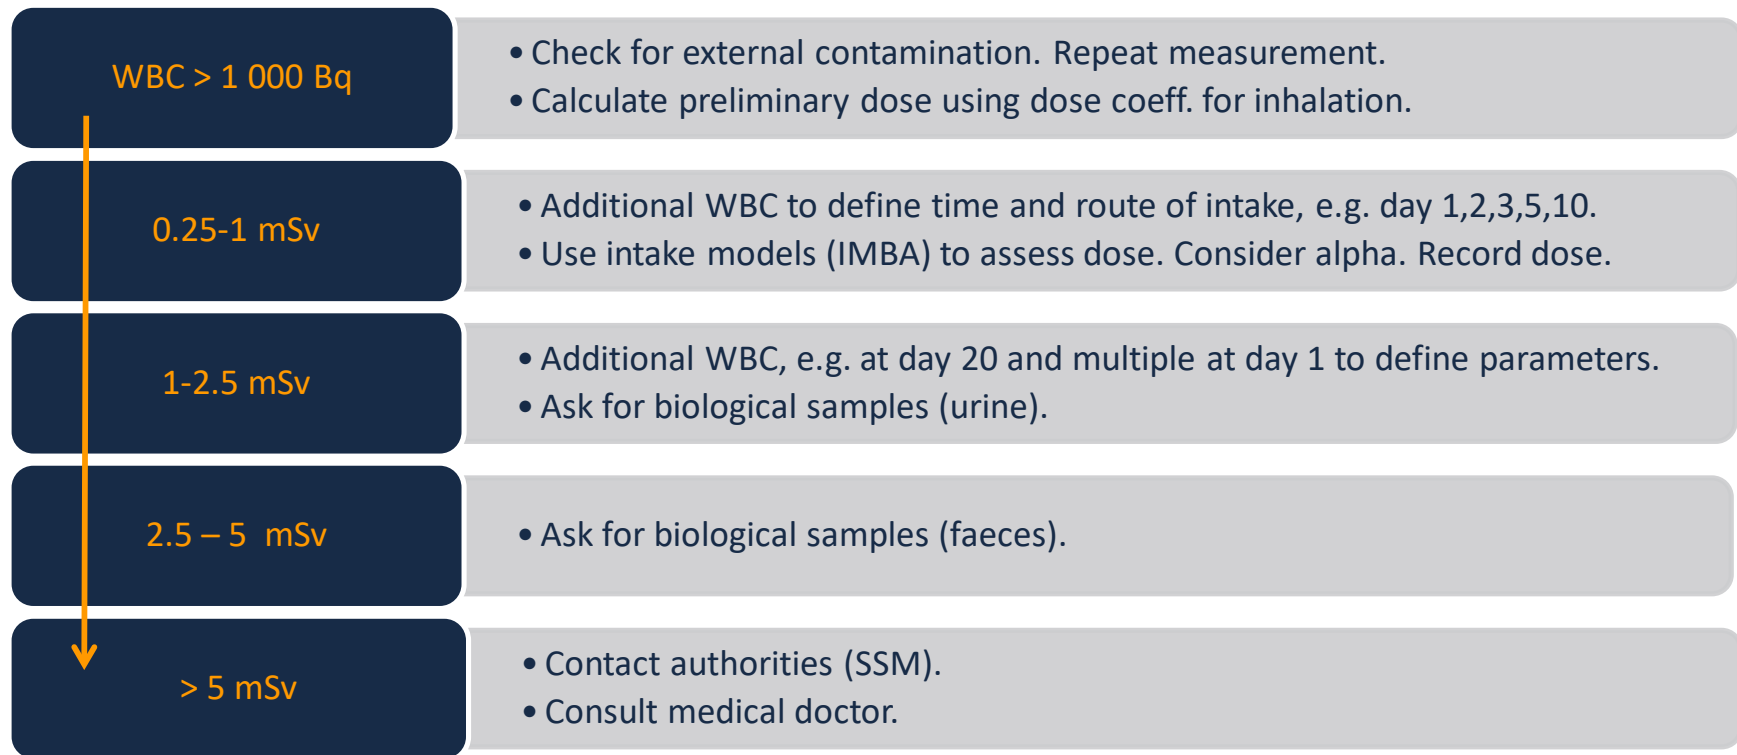 WBC > 1 000 Bq
• Check for external contamination. Repeat measurement.
• Calculate preliminary dose using dose coeff. for inhalation.
0.25-1 mSv
• Additional WBC to define time and route of intake, e.g. day 1,2,3,5,10.
• Use intake models (IMBA) to assess dose. Consider alpha. Record dose.
1-2.5 mSv
• Additional WBC, e.g. at day 20 and multiple at day 1 to define parameters.
• Ask for biological samples (urine).
2.5 – 5 mSv
• Ask for biological samples (faeces).
> 5 mSv
• Contact authorities (SSM).
• Consult medical doctor.